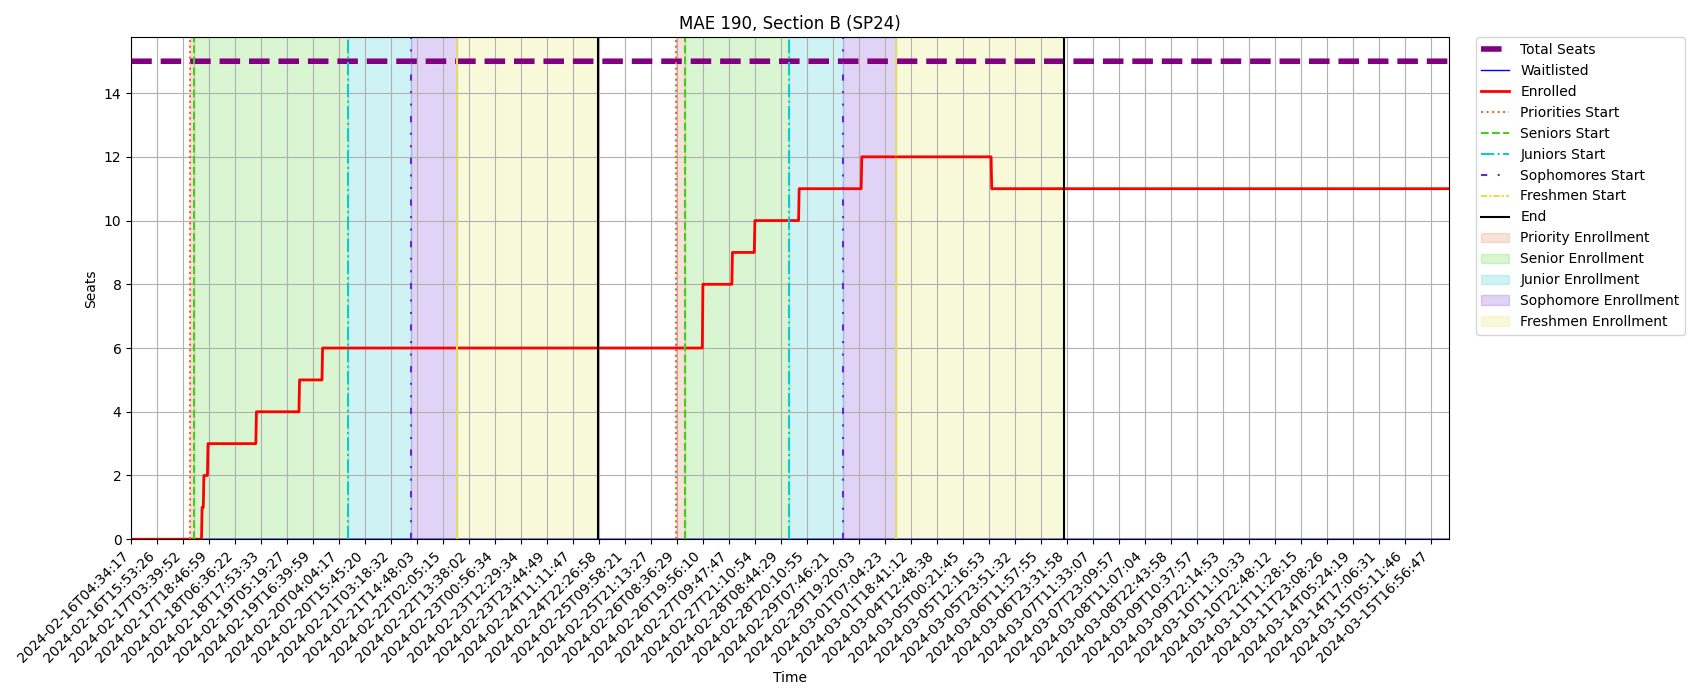 MAE 190, Section B (SP24)
Total Seats
Waitlisted
Enrolled
Priorities Start
Seniors Start
Juniors Start
Sophomores Start
Freshmen Start
End
Priority Enrollment
Senior Enrollment
Junior Enrollment
Sophomore Enrollment
Freshmen Enrollment
Seats
14
12
10
8
6
4
2
0
2024-02-16T04:34:17
2024-02-16T15:53:26
2024-02-17T03:39:52
2024-02-17T18:46:59
2024-02-18T06:36:22
2024-02-18T17:53:33
2024-02-19T05:19:27
2024-02-19T16:39:59
2024-02-20T04:04:17
2024-02-20T15:45:20
2024-02-21T03:18:32
2024-02-21T14:48:03
2024-02-22T02:05:15
2024-02-22T13:38:02
2024-02-23T00:56:34
2024-02-23T12:29:34
2024-02-23T23:44:49
2024-02-24T11:11:47
2024-02-24T22:26:58
2024-02-25T09:58:21
2024-02-25T21:13:27
2024-02-26T08:36:29
2024-02-26T19:56:10
2024-02-27T09:47:47
2024-02-27T21:10:54
2024-02-28T08:44:29
2024-02-28T20:10:55
2024-02-29T07:46:21
2024-02-29T19:20:03
2024-03-01T07:04:23
2024-03-01T18:41:12
2024-03-04T12:48:38
2024-03-05T00:21:45
2024-03-05T12:16:53
2024-03-05T23:51:32
2024-03-06T11:57:55
2024-03-06T23:31:58
2024-03-07T11:33:07
2024-03-07T23:09:57
2024-03-08T11:07:04
2024-03-08T22:43:58
2024-03-09T10:37:57
2024-03-09T22:14:53
2024-03-10T11:10:33
2024-03-10T22:48:12
2024-03-11T11:28:15
2024-03-11T23:08:26
2024-03-14T05:24:19
2024-03-14T17:06:31
2024-03-15T05:11:46
2024-03-15T16:56:47
Time